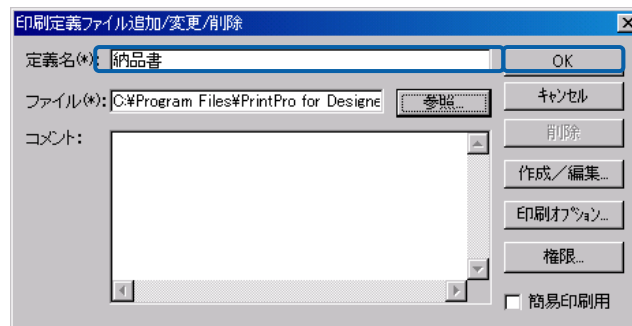 印刷定義ファイル追加/変更/削除
定義名(*): 納品書
OK
ファイル(*): C:¥Program Files¥PrintPro for Designe 参照...
キャンセル
コメント:
削除
作成／編集...
印刷オプション...
権限...
簡易印刷用